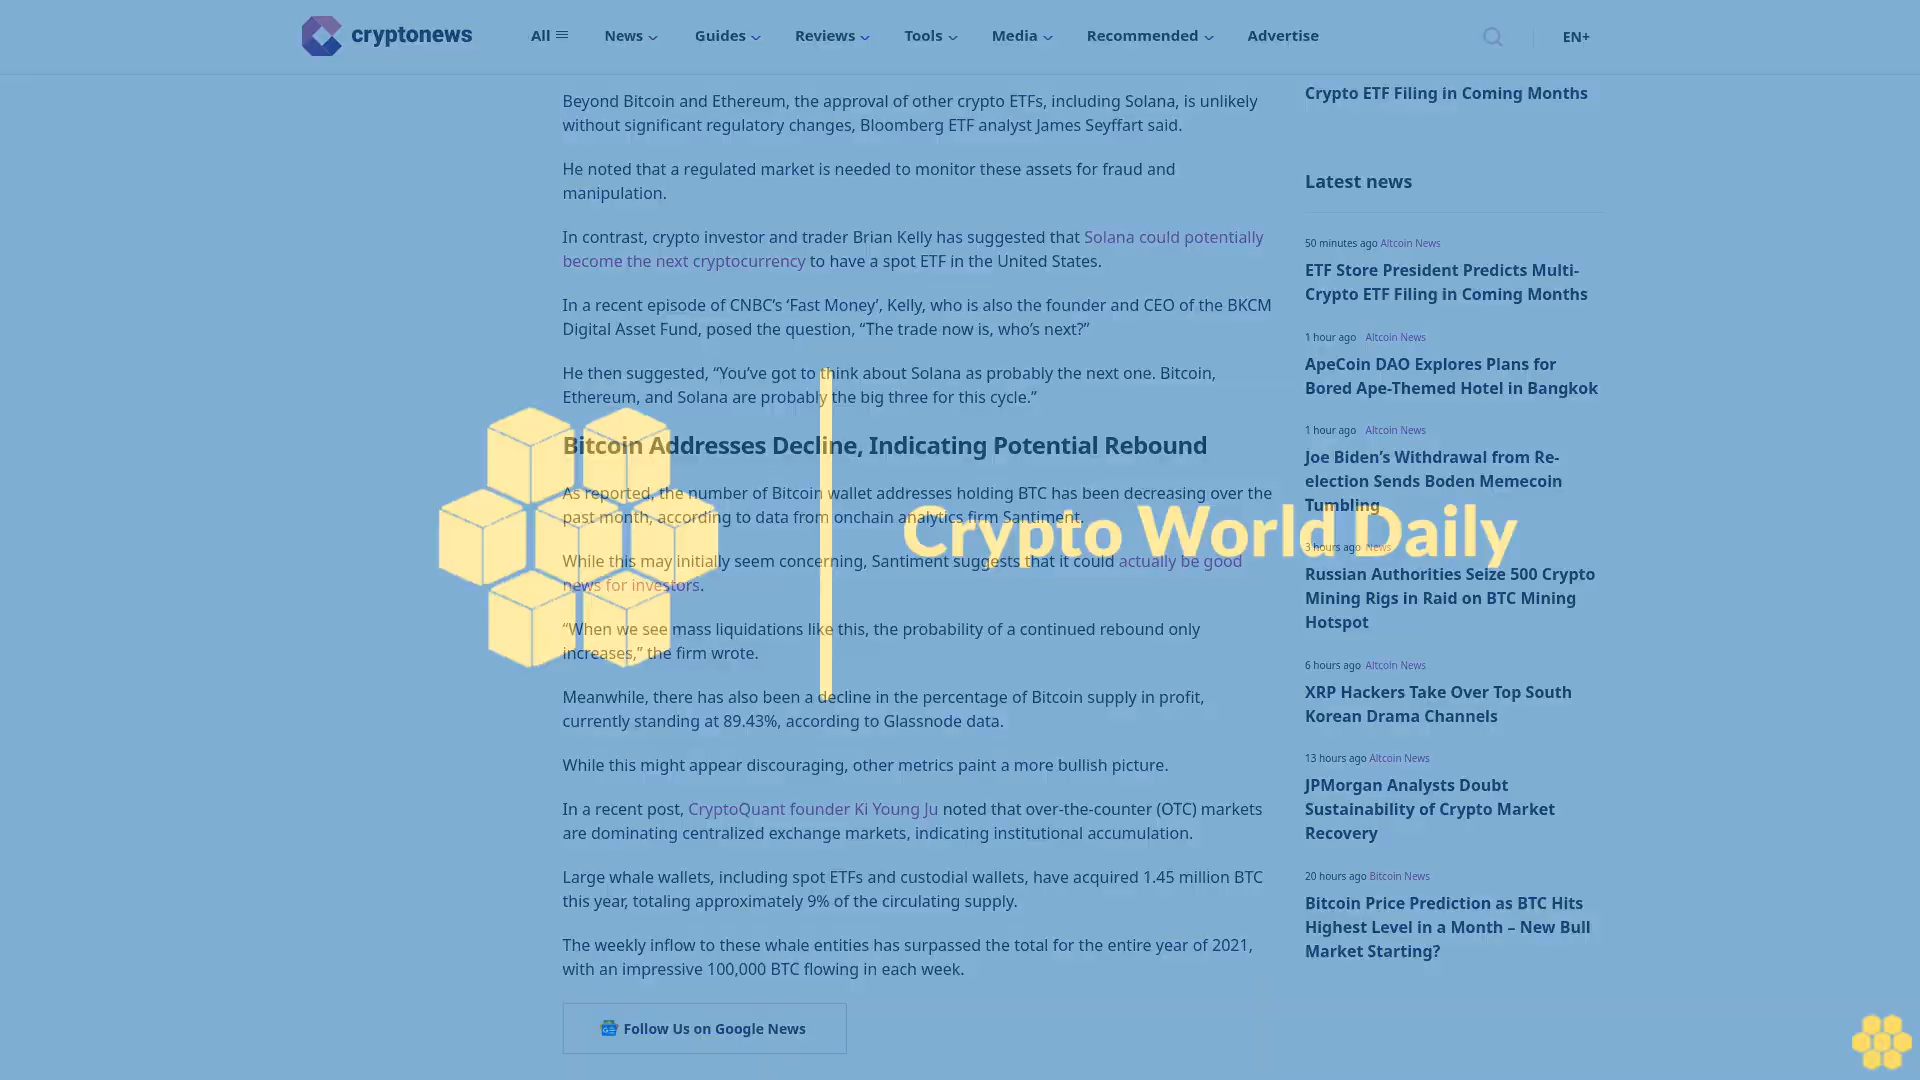 cryptonews
All
News
Guides
Reviews
Tools
Media
Recommended
Advertise
EN+
Beyond Bitcoin and Ethereum, the approval of other crypto ETFs, including Solana, is unlikely
without significant regulatory changes, Bloomberg ETF analyst James Seyffart said.
He noted that a regulated market is needed to monitor these assets for fraud and
manipulation.
In contrast, crypto investor and trader Brian Kelly has suggested that Solana could potentially
become the next cryptocurrency to have a spot ETF in the United States.
In a recent episode of CNBC’s ‘Fast Money’, Kelly, who is also the founder and CEO of the BKCM
Digital Asset Fund, posed the question, “The trade now is, who’s next?”
He then suggested, “You’ve got to think about Solana as probably the next one. Bitcoin,
Ethereum, and Solana are probably the big three for this cycle.”
Bitcoin Addresses Decline, Indicating Potential Rebound
As reported, the number of Bitcoin wallet addresses holding BTC has been decreasing over the
past month, according to data from onchain analytics firm Santiment.
While this may initially seem concerning, Santiment suggests that it could actually be good
news for investors.
“When we see mass liquidations like this, the probability of a continued rebound only
increases,” the firm wrote.
Meanwhile, there has also been a decline in the percentage of Bitcoin supply in profit,
currently standing at 89.43%, according to Glassnode data.
While this might appear discouraging, other metrics paint a more bullish picture.
In a recent post, CryptoQuant founder Ki Young Ju noted that over-the-counter (OTC) markets
are dominating centralized exchange markets, indicating institutional accumulation.
Large whale wallets, including spot ETFs and custodial wallets, have acquired 1.45 million BTC
this year, totaling approximately 9% of the circulating supply.
The weekly inflow to these whale entities has surpassed the total for the entire year of 2021,
with an impressive 100,000 BTC flowing in each week.
Follow Us on Google News
Crypto World Daily
Crypto ETF Filing in Coming Months
Latest news
50 minutes ago Altcoin News
ETF Store President Predicts Multi-
Crypto ETF Filing in Coming Months
1 hour ago Altcoin News
ApeCoin DAO Explores Plans for
Bored Ape-Themed Hotel in Bangkok
1 hour ago Altcoin News
Joe Biden’s Withdrawal from Re-
election Sends Boden Memecoin
Tumbling
3 hours ago News
Russian Authorities Seize 500 Crypto
Mining Rigs in Raid on BTC Mining
Hotspot
6 hours ago Altcoin News
XRP Hackers Take Over Top South
Korean Drama Channels
13 hours ago Altcoin News
JPMorgan Analysts Doubt
Sustainability of Crypto Market
Recovery
20 hours ago Bitcoin News
Bitcoin Price Prediction as BTC Hits
Highest Level in a Month – New Bull
Market Starting?